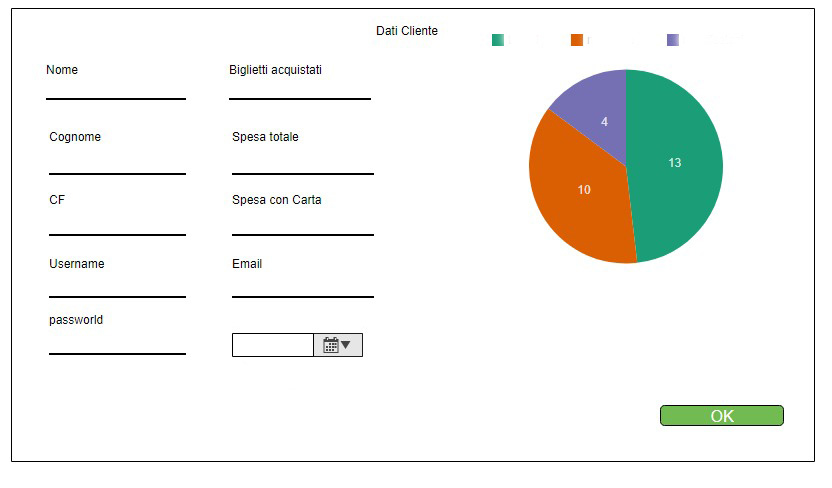 Dati Cliente
Nome
Biglietti acquistati
Cognome
Spesa totale
CF
Spesa con Carta
Username
Email
passworld
4
13
10
OK